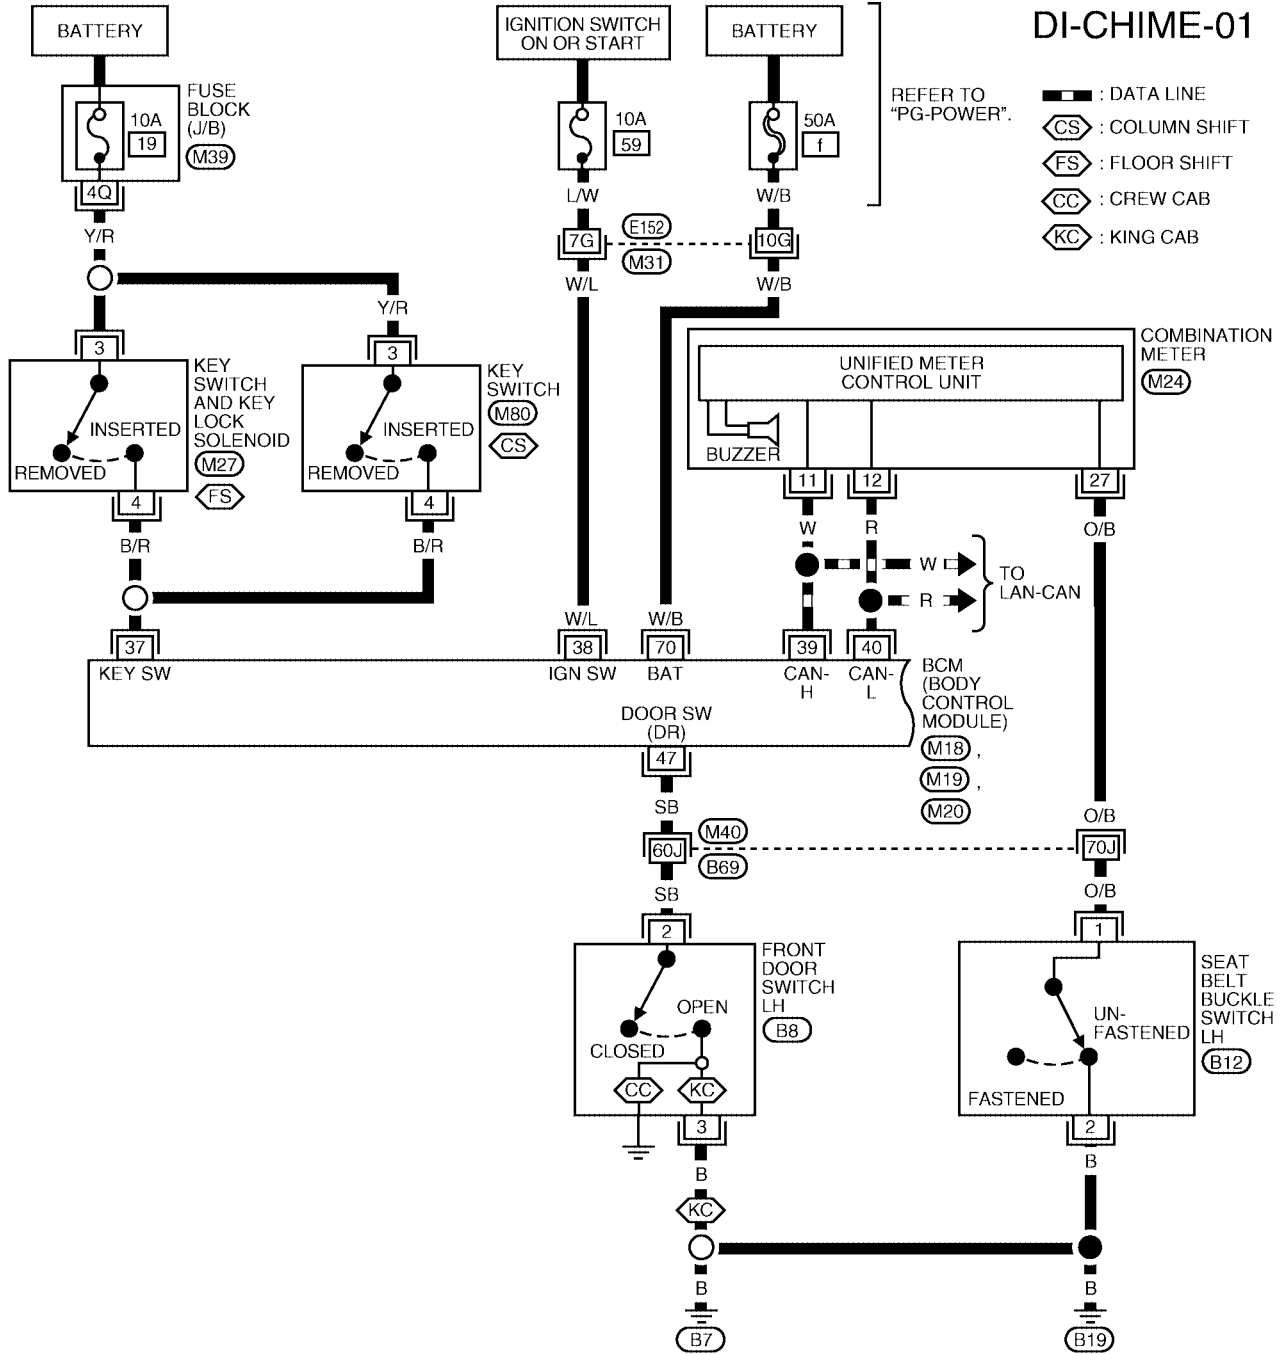 DI-CHIME-01
BATTERY
IGNITION SWITCH
ON OR START
BATTERY
REFER TO
"PG-POWER".
: DATA LINE
CS : COLUMN SHIFT
FS : FLOOR SHIFT
CC : CREW CAB
KC : KING CAB
10A
19
FUSE
BLOCK
(J/B)
M39
10A
59
50A
f
4Q
Y/R
L/W
W/B
7G
E152
M31
10G
W/L
W/B
Y/R
3
KEY
SWITCH
AND KEY
LOCK
SOLENOID
M27
FS
INSERTED
REMOVED
4
B/R
3
KEY
SWITCH
M80
CS
INSERTED
REMOVED
4
B/R
COMBINATION
METER
M24
UNIFIED METER
CONTROL UNIT
BUZZER
11
12
27
W
R
O/B
W
R
TO
LAN-CAN
W/L
W/B
37
38
70
39
40
KEY SW
IGN SW
BAT
CAN-
H
CAN-
L
BCM
(BODY
CONTROL
MODULE)
M18 ,
M19 ,
M20
DOOR SW
(DR)
47
SB
O/B
60J
M40
B69
70J
SB
O/B
2
FRONT
DOOR
SWITCH
LH
B8
OPEN
CLOSED
CC
KC
3
B
KC
B
B7
1
SEAT
BELT
BUCKLE
SWITCH
LH
B12
UN-
FASTENED
FASTENED
2
B
B
B19